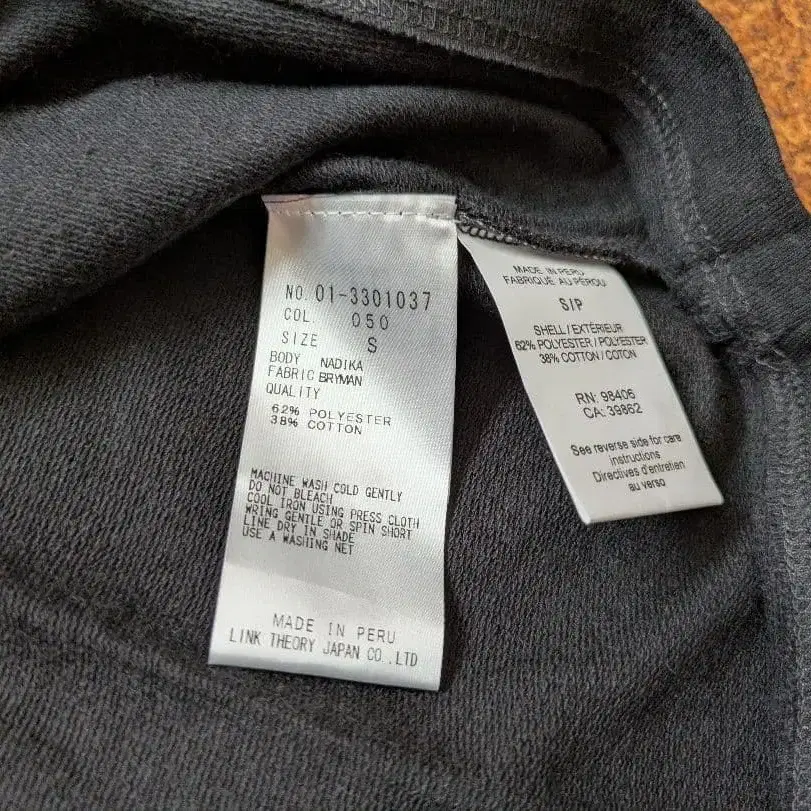 NO. 01-3301037
COL. 050
SIZE S
BODY NADIKA
FABRIC BRYMAN
QUALITY
62% POLYESTER
38% COTTON
MACHINE WASH COLD GENTLY
DO NOT BLEACH
COOL IRON USING PRESS CLOTH
WRING GENTLE OR SPIN SHORT
LINE DRY IN SHADE
USE A WASHING NET
MADE IN PERU
LINK THEORY JAPAN CO.,LTD
MADE IN PERU
FABRIQUE AU PÉROU
S/P
SHELL/EXTÉRIEUR
62% POLYESTER/POLYESTER
38% COTTON/COTON
RN: 98406
CA: 39862
See reverse side for care
instructions
Directives d'entretien
au verso